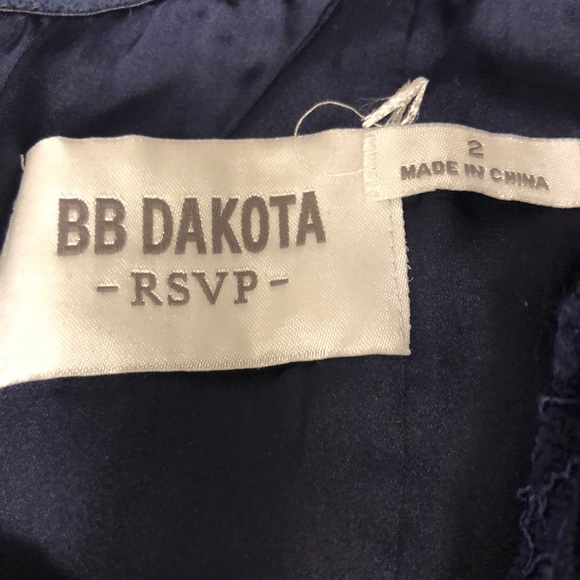 BB DAKOTA
- RSVP -
2
MADE IN CHINA